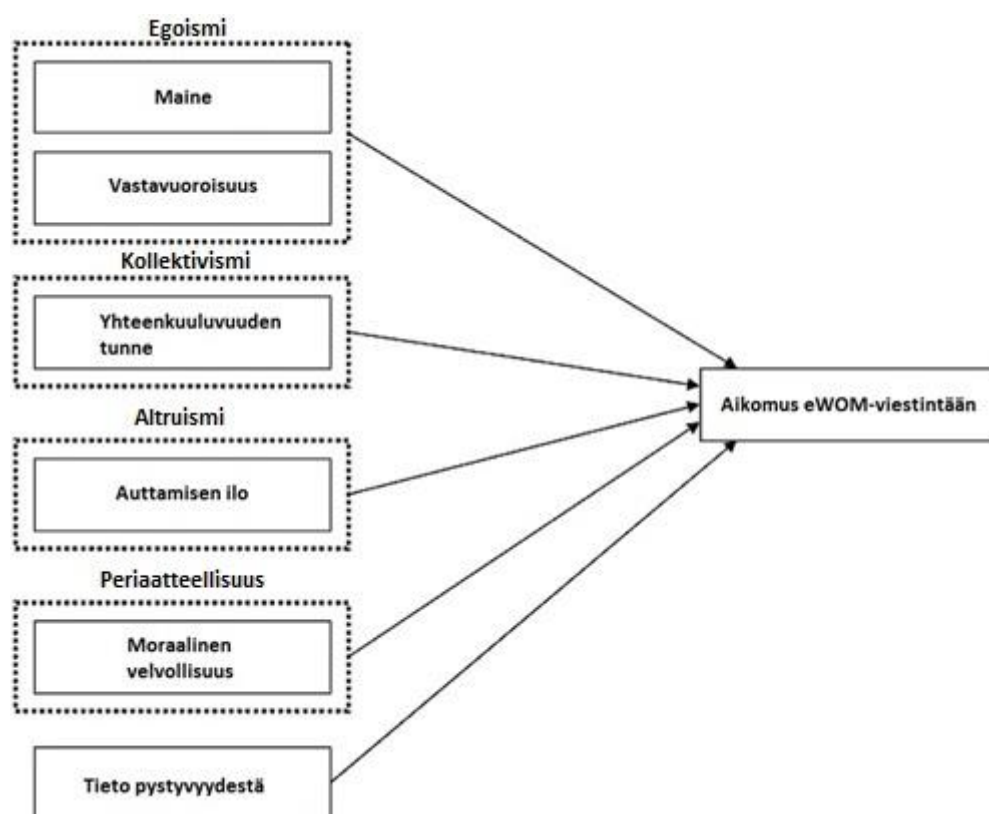 Egoismi
Maine
Vastavuoroisuus
Kollektivismi
Yhteenkuuluvuuden
tunne
Altruismi
Auttamisen ilo
Periaatteellisuus
Moraalinen
velvollisuus
Tieto pystyvyydestä
Aikomus eWOM-viestintään